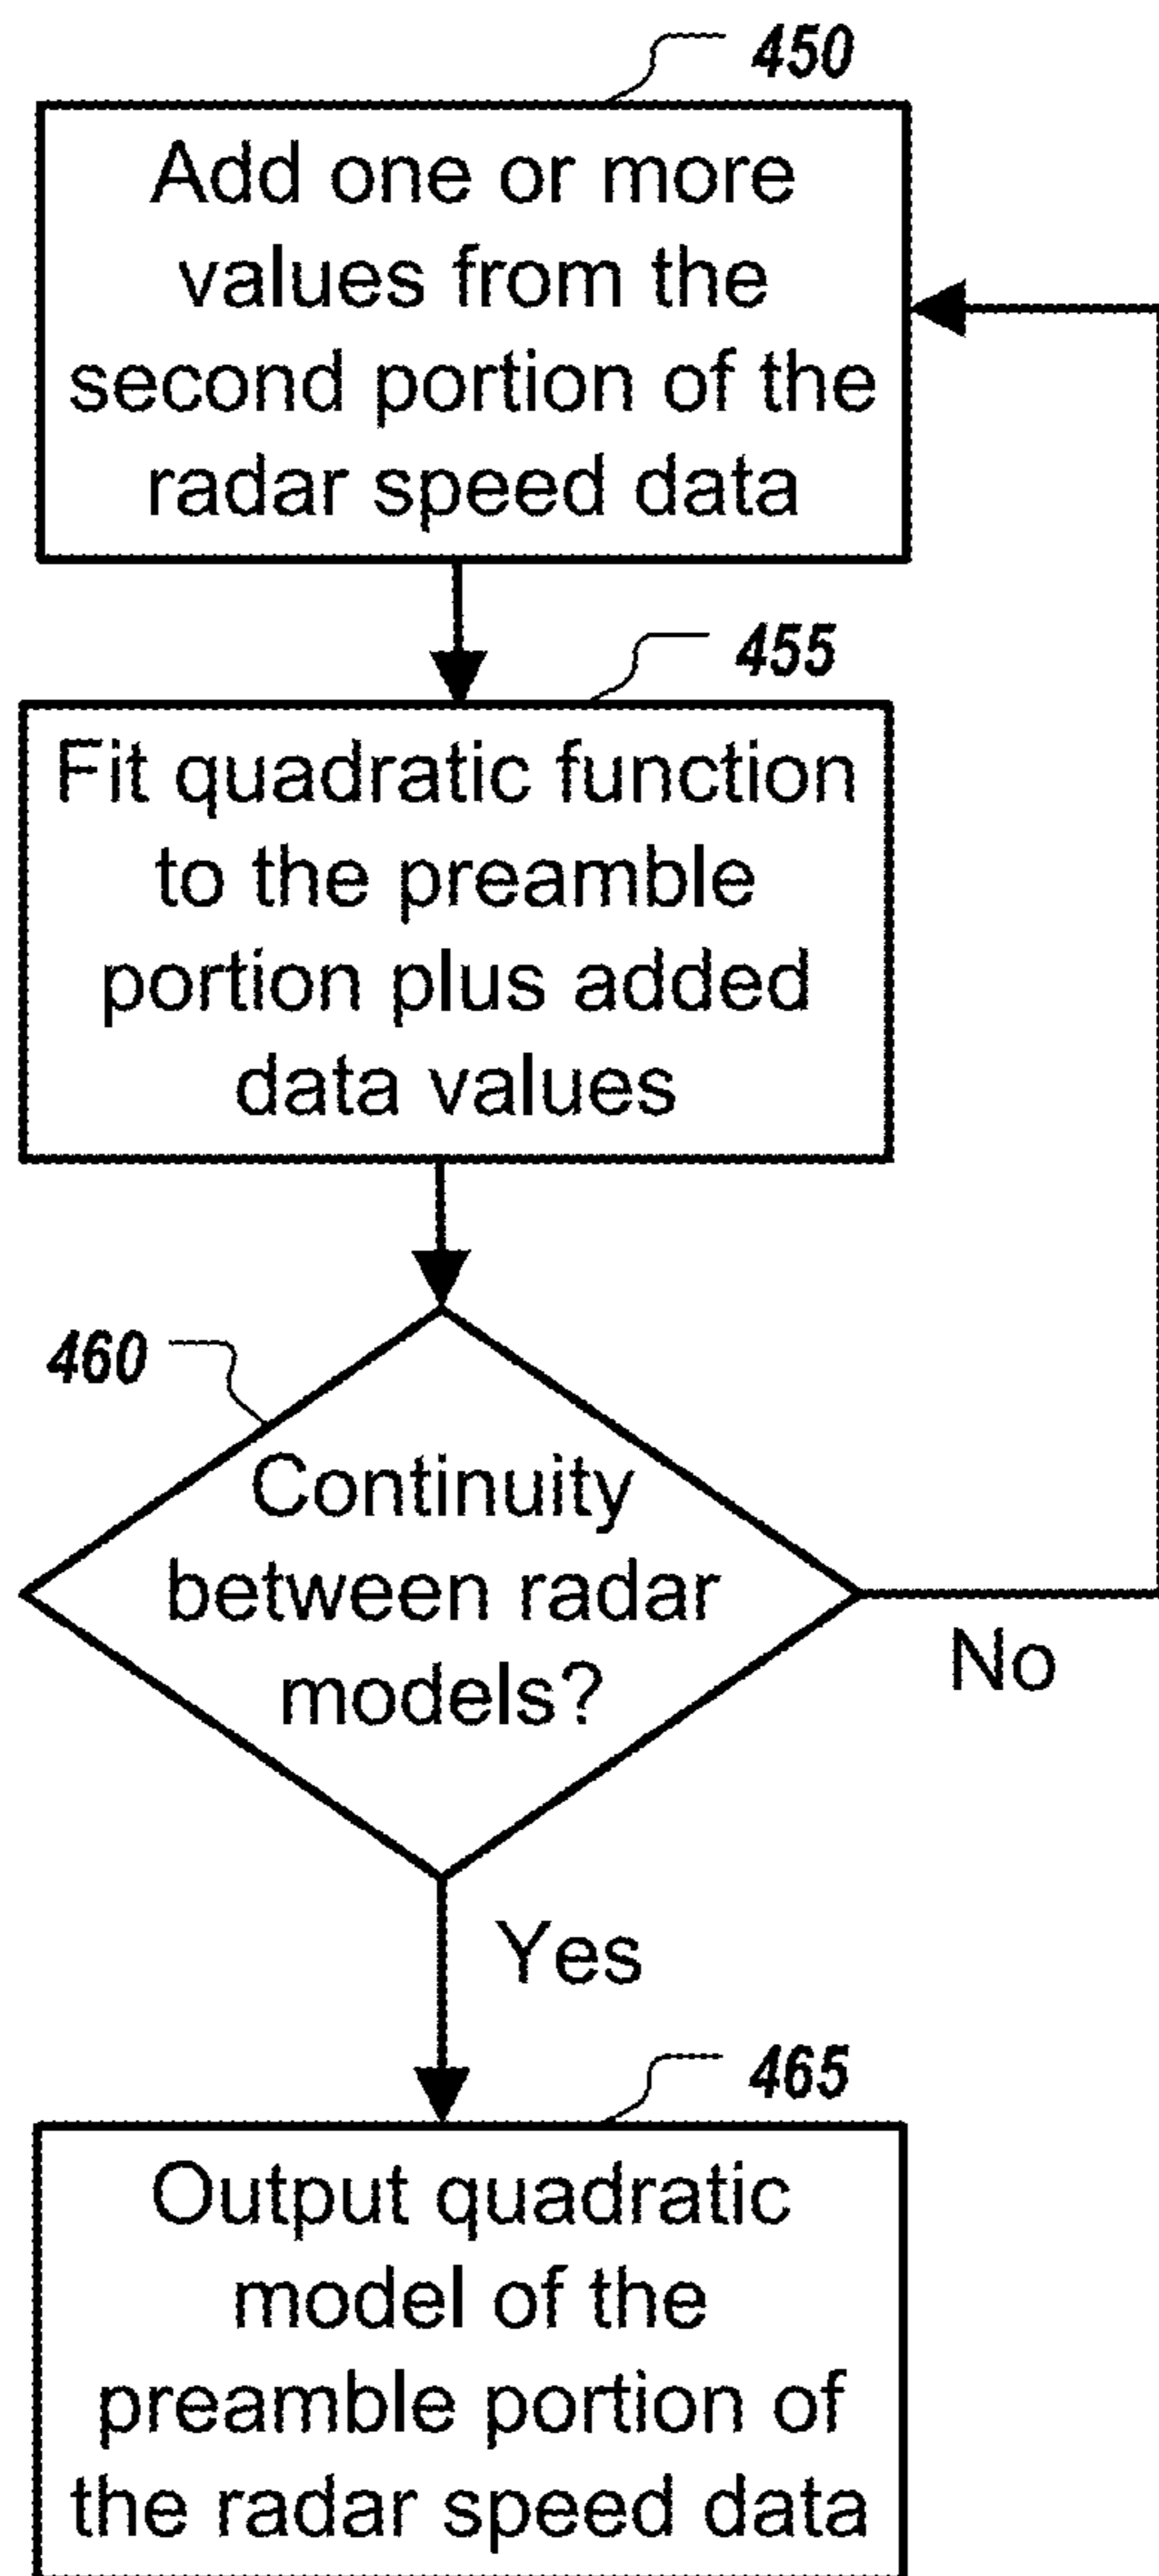 450
Add one or more
values from the
second portion of the
radar speed data
455
Fit quadratic function
to the preamble
portion plus added
data values
460
Continuity
between radar
models?
No
Yes
465
Output quadratic
model of the
preamble portion of
the radar speed data